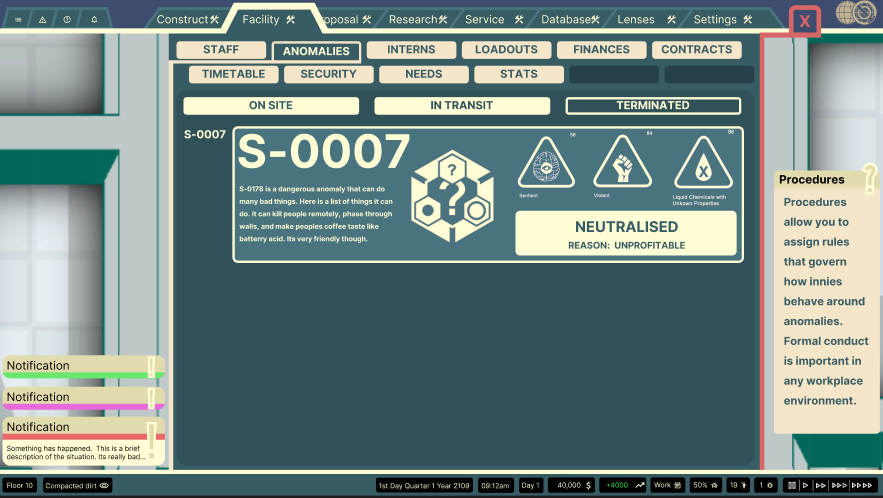 Construct
Facility
oposal
Research
Service
Database
Lenses
Settings
X
STAFF
ANOMALIES
INTERNS
LOADOUTS
FINANCES
CONTRACTS
TIMETABLE
SECURITY
NEEDS
STATS
ON SITE
IN TRANSIT
TERMINATED
S-0007
S-0007
S-0178 is a dangerous anomaly that can do
many bad things. Here is a list of things it can
do. It can kill people remotely, phase through
walls, and make peoples coffee taste like
batterry acid. Its very friendly though.
?
?
56
Sentient
64
Violent
96
X
Liquid Chemicals with
Unkown Properties
NEUTRALISED
REASON: UNPROFITABLE
Procedures
?
Procedures
allow you to
assign rules
that govern
how innies
behave around
anomalies.
Formal conduct
is important in
any workplace
environment.
Notification
!
Notification
!
Notification
!
Something has happened. This is a brief
description of the situation. Its really bad...
Floor 10
Compacted dirt
1st Day Quarter 1 Year 2109
09:12am
Day 1
40,000 $
+4000
Work
50%
19
1